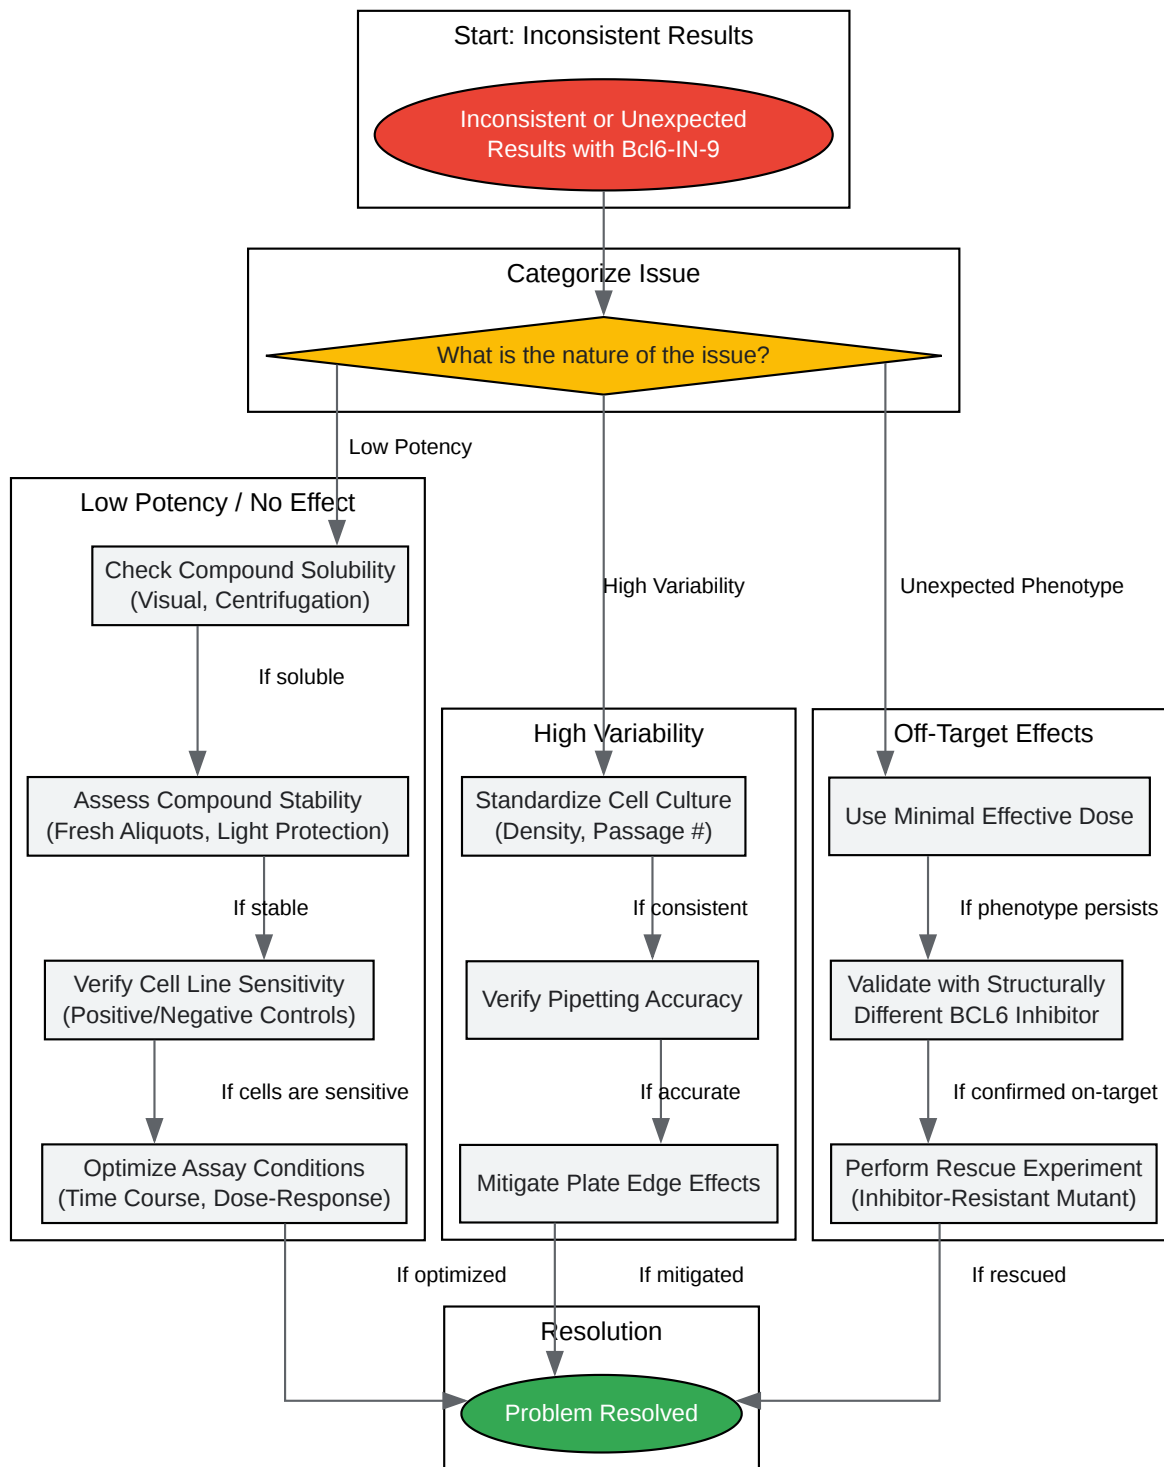 Start: Inconsistent Results
Inconsistent or Unexpected
Results with Bcl6-IN-9
Categorize Issue
What is the nature of the issue?
Low Potency
High Variability
Unexpected Phenotype
Low Potency / No Effect
Check Compound Solubility
(Visual, Centrifugation)
If soluble
Assess Compound Stability
(Fresh Aliquots, Light Protection)
If stable
Verify Cell Line Sensitivity
(Positive/Negative Controls)
If cells are sensitive
Optimize Assay Conditions
(Time Course, Dose-Response)
If optimized
High Variability
Standardize Cell Culture
(Density, Passage #)
If consistent
Verify Pipetting Accuracy
If accurate
Mitigate Plate Edge Effects
If mitigated
Off-Target Effects
Use Minimal Effective Dose
If phenotype persists
Validate with Structurally
Different BCL6 Inhibitor
If confirmed on-target
Perform Rescue Experiment
(Inhibitor-Resistant Mutant)
If rescued
Resolution
Problem Resolved